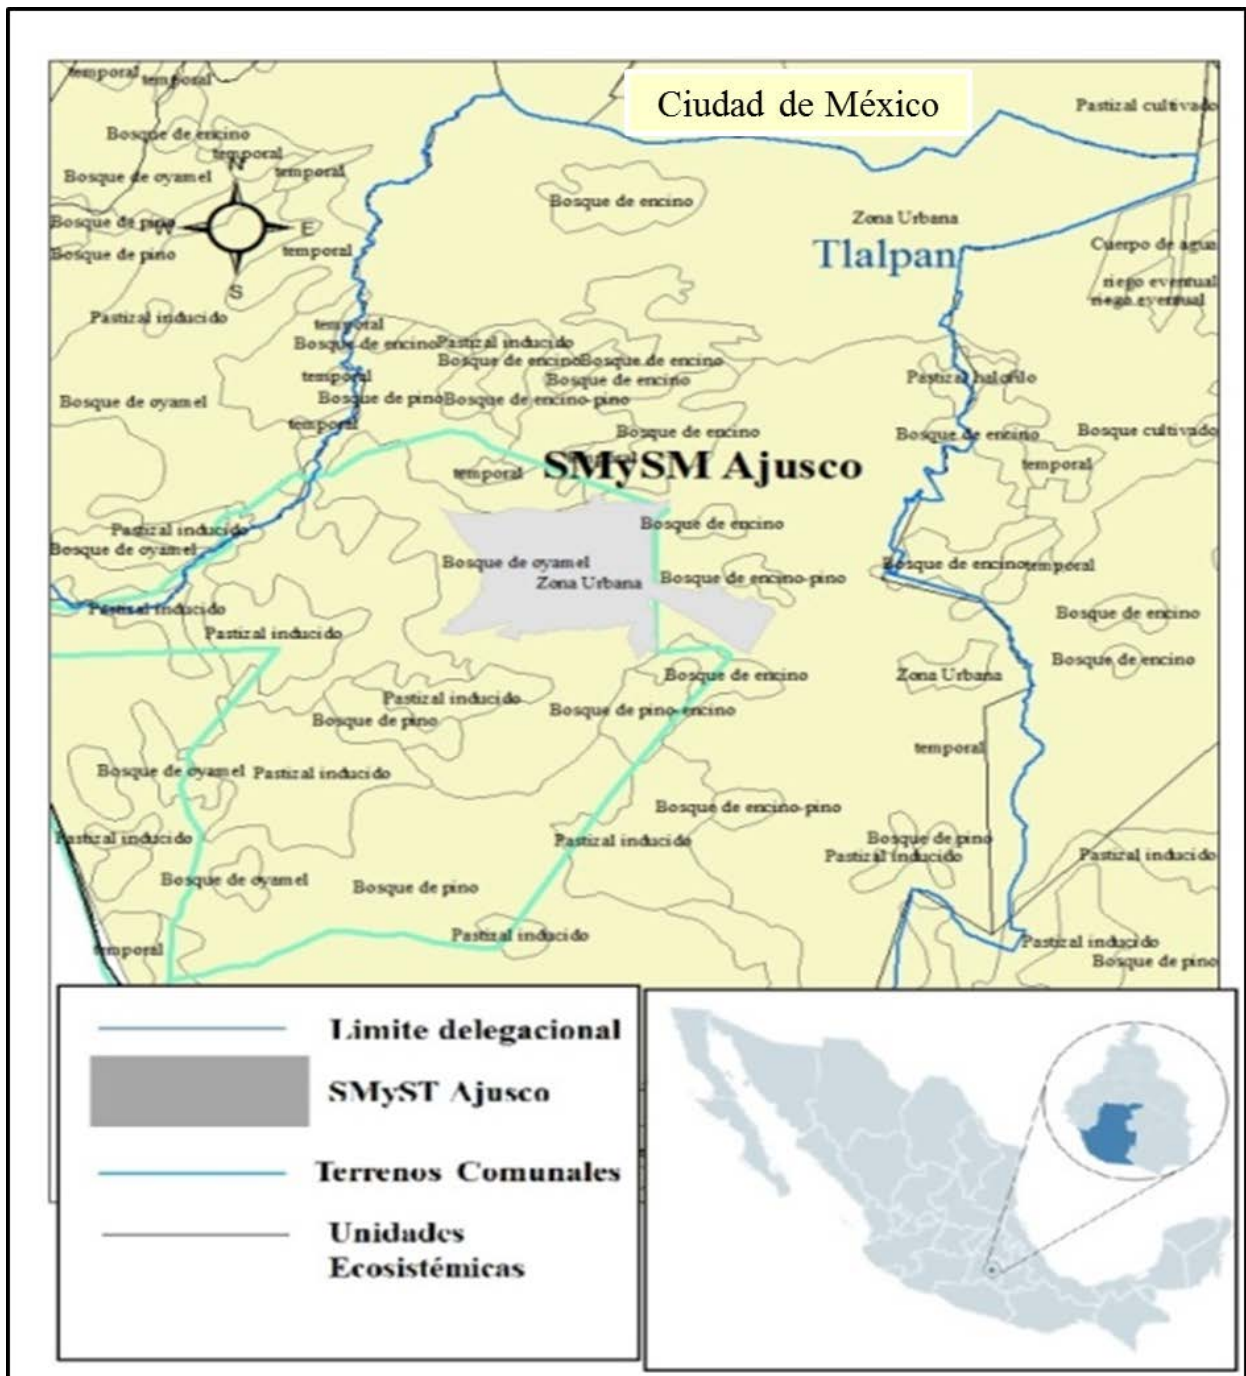 Ciudad de México
temporal
temporal
Pastizal cultivado
Bosque de encino
temporal
N
temporal
Bosque de oyamel
Bosque de encino
Zona Urbana
Bosque de pino
W
E
Tlalpan
Cuerpo de agua
temporal
Bosque de pino
riego eventual
S
riego eventual
Pastizal inducido
temporal
Bosque de encino
Pastizal inducido
Bosque de encino
Bosque de encino
temporal
Bosque de encino
Pastizal halofilo
Bosque de pino
Bosque de encino-pino
Bosque de oyamel
temporal
Bosque de encino
Bosque de encino
Bosque cultivado
SMySM Ajusco
temporal
temporal
Pastizal inducido
Bosque de encino
Bosque de oyamel
Bosque de oyamel
Zona Urbana
Bosque de encino-pino
Bosque de encino
temporal
Pastizal inducido
Bosque de encino
Pastizal inducido
Bosque de encino
Bosque de encino
Zona Urbana
Pastizal inducido
Bosque de pino-encino
Bosque de pino
temporal
Bosque de oyamel
Pastizal inducido
Bosque de encino-pino
Pastizal inducido
Pastizal inducido
Bosque de pino
Pastizal inducido
Pastizal inducido
Bosque de oyamel
Bosque de pino
Pastizal inducido
temporal
Pastizal inducido
Bosque de pino
Limite delegacional
SMyST Ajusco
Terrenos Comunales
Unidades
Ecosistémicas